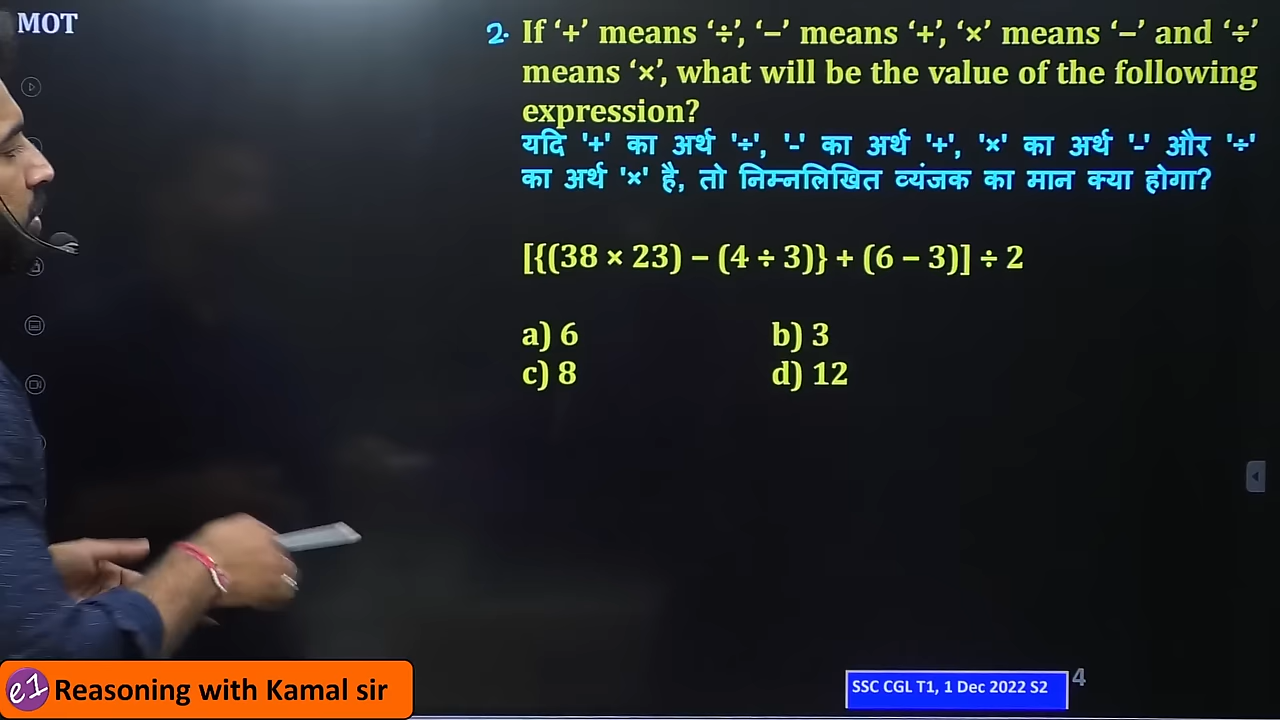 MOT
2. If ‘+’ means ‘÷’, ‘–’ means ‘+’, ‘×’ means ‘–’ and ‘÷’
means ‘×’, what will be the value of the following
expression?
यदि '+' का अर्थ '÷', '-' का अर्थ '+', '×' का अर्थ '-' और '÷'
का अर्थ '×' है, तो निम्नलिखित व्यंजक का मान क्या होगा?
[{(38 × 23) – (4 ÷ 3)} + (6 – 3)] ÷ 2
a) 6 b) 3
c) 8 d) 12
e1 Reasoning with Kamal sir
SSC CGL T1, 1 Dec 2022 S2 4